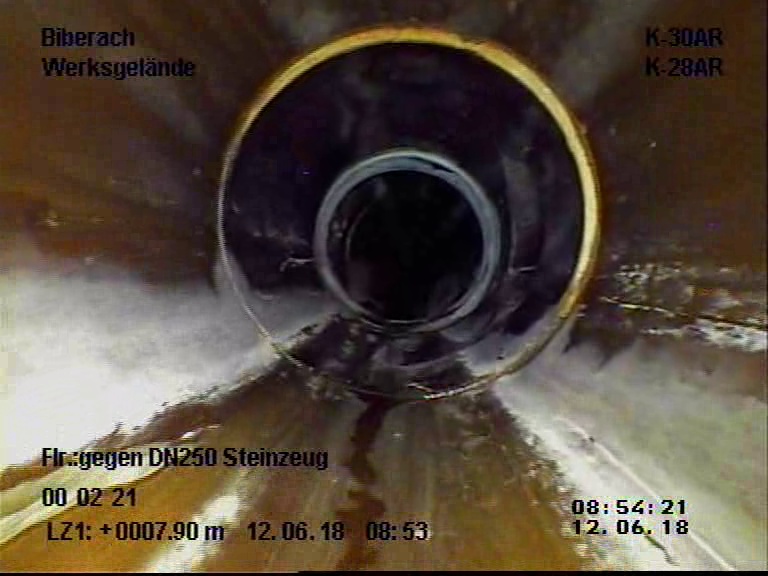 Biberach
Werksgelände
K-30AR
K-28AR
Flr.:gegen DN250 Steinzeug
00 02 21
LZ1: +0007.90 m 12.06.18 08:53
08:54:21
12.06.18